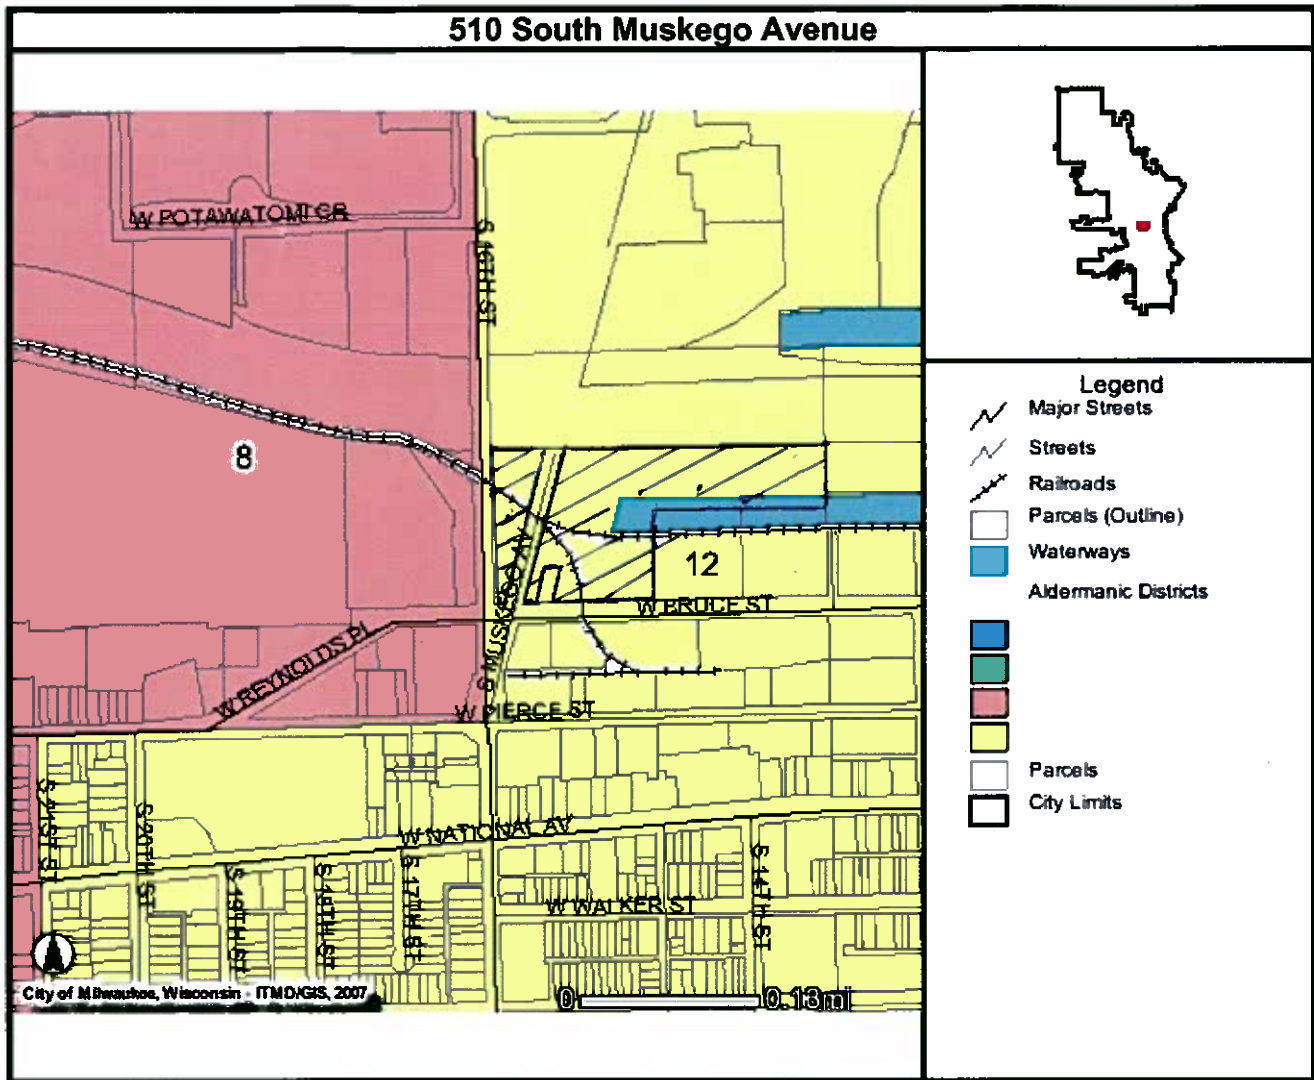 510 South Muskego Avenue
W POTAWATOMI CR
S 16TH ST
8
S MUSKEGO AV
12
W BRUCE ST
W REYNOLDS PL
W PIERCE ST
S 21ST ST
S 20TH ST
W NATIONAL AV
S 19TH ST
S 18TH ST
S 17TH ST
S 14TH ST
W WALKER ST
City of Milwaukee, Wisconsin - ITMD/GIS, 2007
0 0.18mi
Legend
Major Streets
Streets
Railroads
Parcels (Outline)
Waterways
Aldermanic Districts
Parcels
City Limits